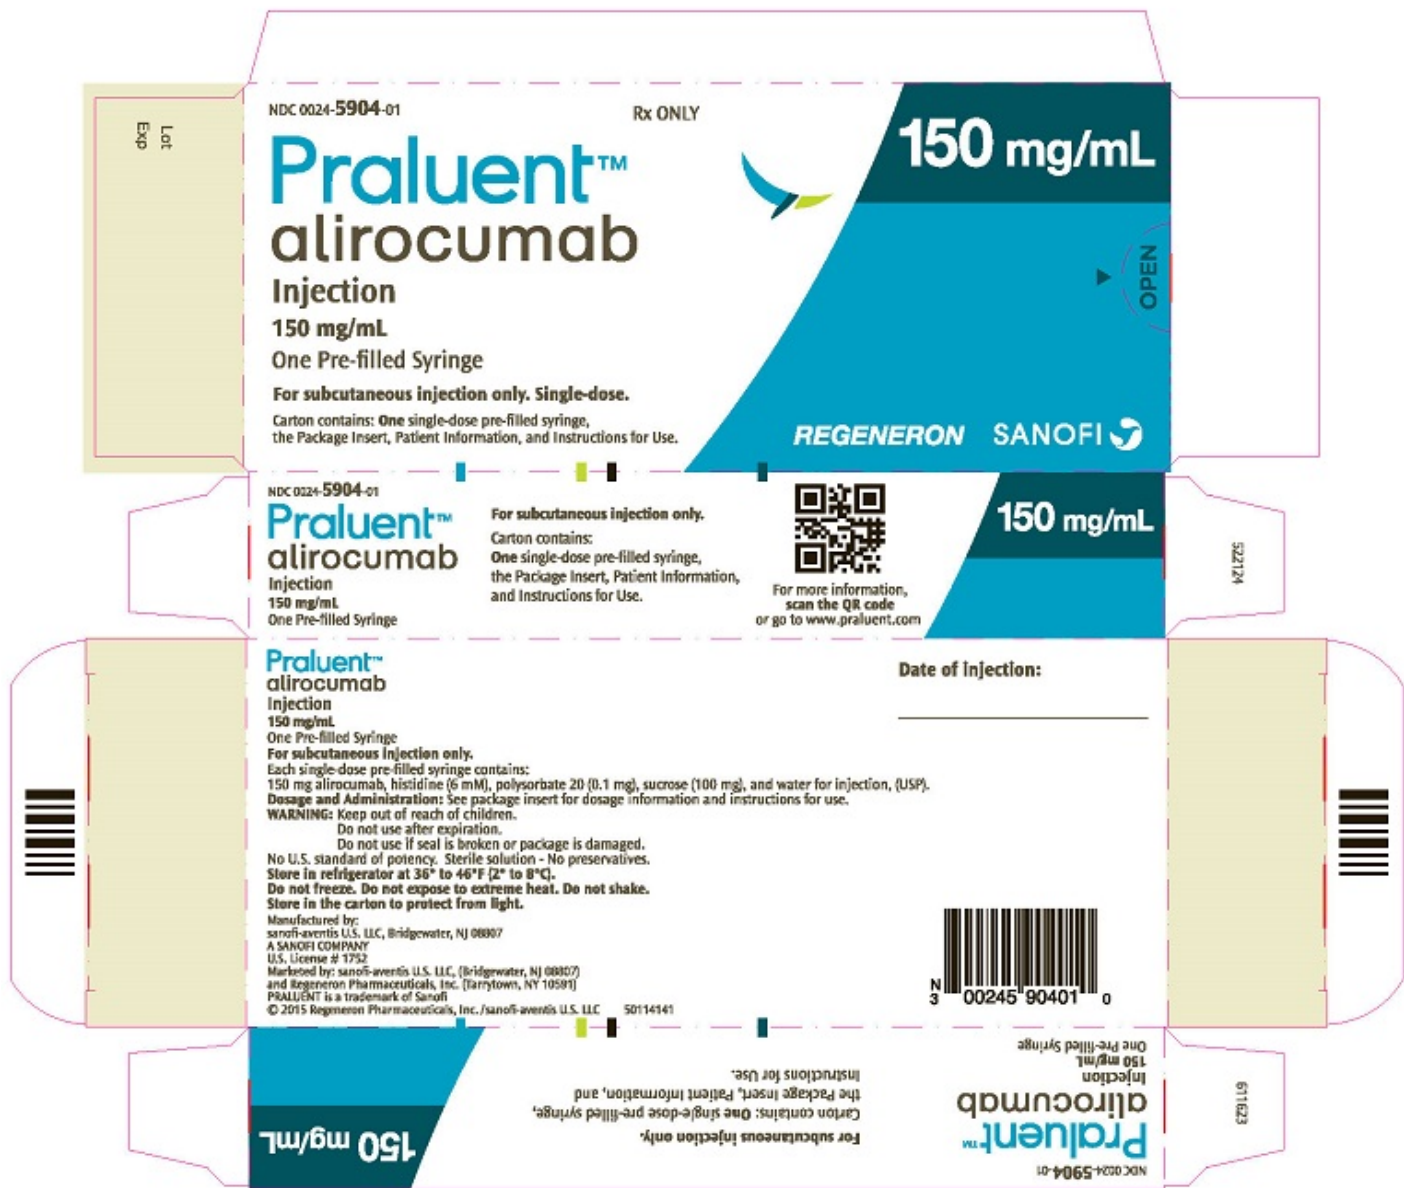 NDC 0024-5904-01
Rx ONLY
150 mg/mL
Lot
Exp
Praluent™
alirocumab
Injection
150 mg/mL
One Pre-filled Syringe
For subcutaneous injection only. Single-dose.
Carton contains: One single-dose pre-filled syringe,
the Package Insert, Patient Information, and Instructions for Use.
OPEN
REGENERON SANOFI
NDC 0024-5904-01
Praluent™
alirocumab
Injection
150 mg/mL
One Pre-filled Syringe
For subcutaneous injection only.
Carton contains:
One single-dose pre-filled syringe,
the Package Insert, Patient Information,
and Instructions for Use.
For more information,
scan the QR code
or go to www.praluent.com
150 mg/mL
522124
Praluent™
alirocumab
Injection
150 mg/mL
One Pre-filled Syringe
For subcutaneous injection only.
Each single-dose pre-filled syringe contains:
150 mg alirocumab, histidine (6 mM), polysorbate 20 (0.1 mg), sucrose (100 mg), and water for injection, (USP).
Dosage and Administration: See package insert for dosage information and instructions for use.
WARNING: Keep out of reach of children.
Do not use after expiration.
Do not use if seal is broken or package is damaged.
No U.S. standard of potency. Sterile solution - No preservatives.
Store in refrigerator at 36° to 46°F (2° to 8°C).
Do not freeze. Do not expose to extreme heat. Do not shake.
Store in the carton to protect from light.
Manufactured by:
sanofi-aventis U.S. LLC, Bridgewater, NJ 08807
A SANOFI COMPANY
U.S. License # 1752
Marketed by: sanofi-aventis U.S. LLC, (Bridgewater, NJ 08807)
and Regeneron Pharmaceuticals, Inc. (Tarrytown, NY 10591)
PRALUENT is a trademark of Sanofi
© 2015 Regeneron Pharmaceuticals, Inc./sanofi-aventis U.S. LLC 50114141
Date of injection:
N
3 00245 90401 0
NDC 0024-5904-01
Praluent™
alirocumab
Injection
150 mg/mL
One Pre-filled Syringe
For subcutaneous injection only.
Carton contains: One single-dose pre-filled syringe,
the Package Insert, Patient Information, and
Instructions for Use.
150 mg/mL
611623